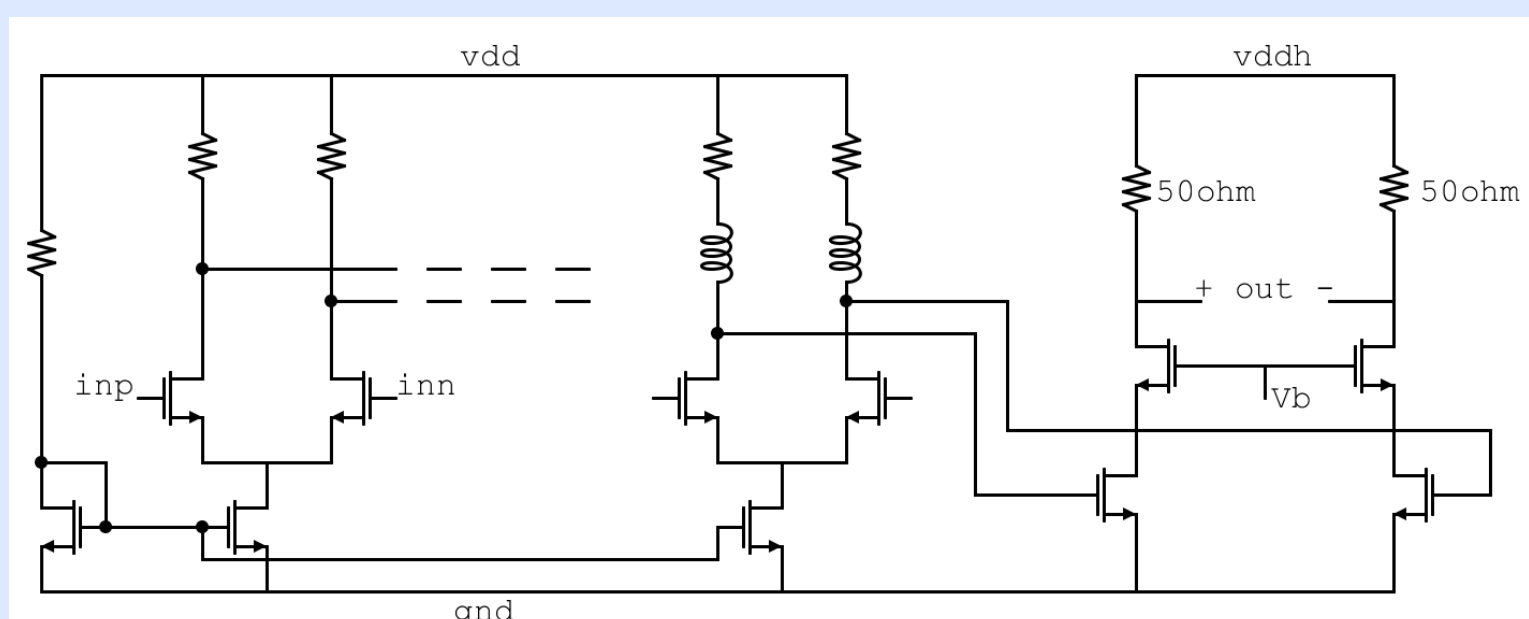 vdd
vddh
50ohm
50ohm
+ out -
inp
inn
Vb
gnd